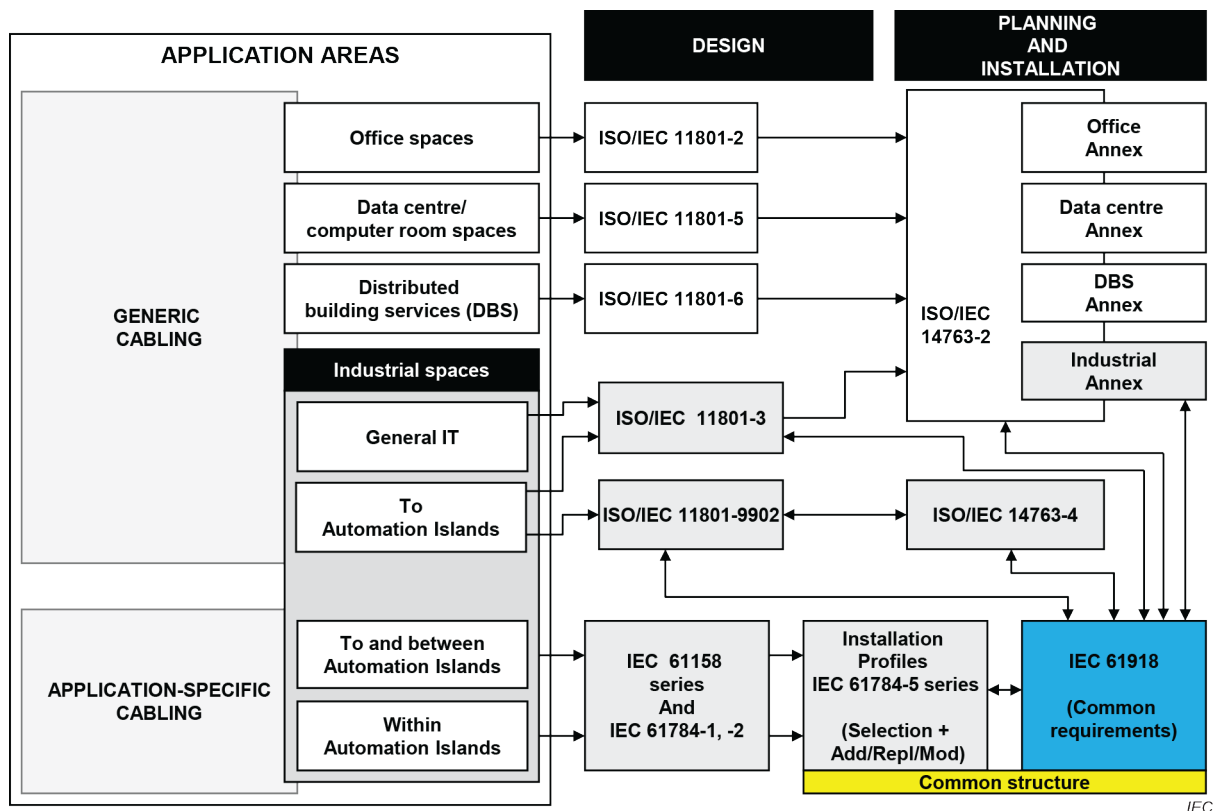 APPLICATION AREAS
DESIGN
PLANNING
AND
INSTALLATION
GENERIC
CABLING
Office spaces
ISO/IEC 11801-2
Office
Annex
Data centre/
computer room spaces
ISO/IEC 11801-5
Data centre
Annex
Distributed
building services (DBS)
ISO/IEC 11801-6
DBS
Annex
ISO/IEC
14763-2
Industrial
Annex
Industrial spaces
General IT
ISO/IEC 11801-3
To
Automation Islands
ISO/IEC 11801-9902
ISO/IEC 14763-4
APPLICATION-SPECIFIC
CABLING
To and between
Automation Islands
Within
Automation Islands
IEC 61158
series
And
IEC 61784-1, -2
Installation
Profiles
IEC 61784-5 series
(Selection +
Add/Repl/Mod)
IEC 61918
(Common
requirements)
Common structure
IEC